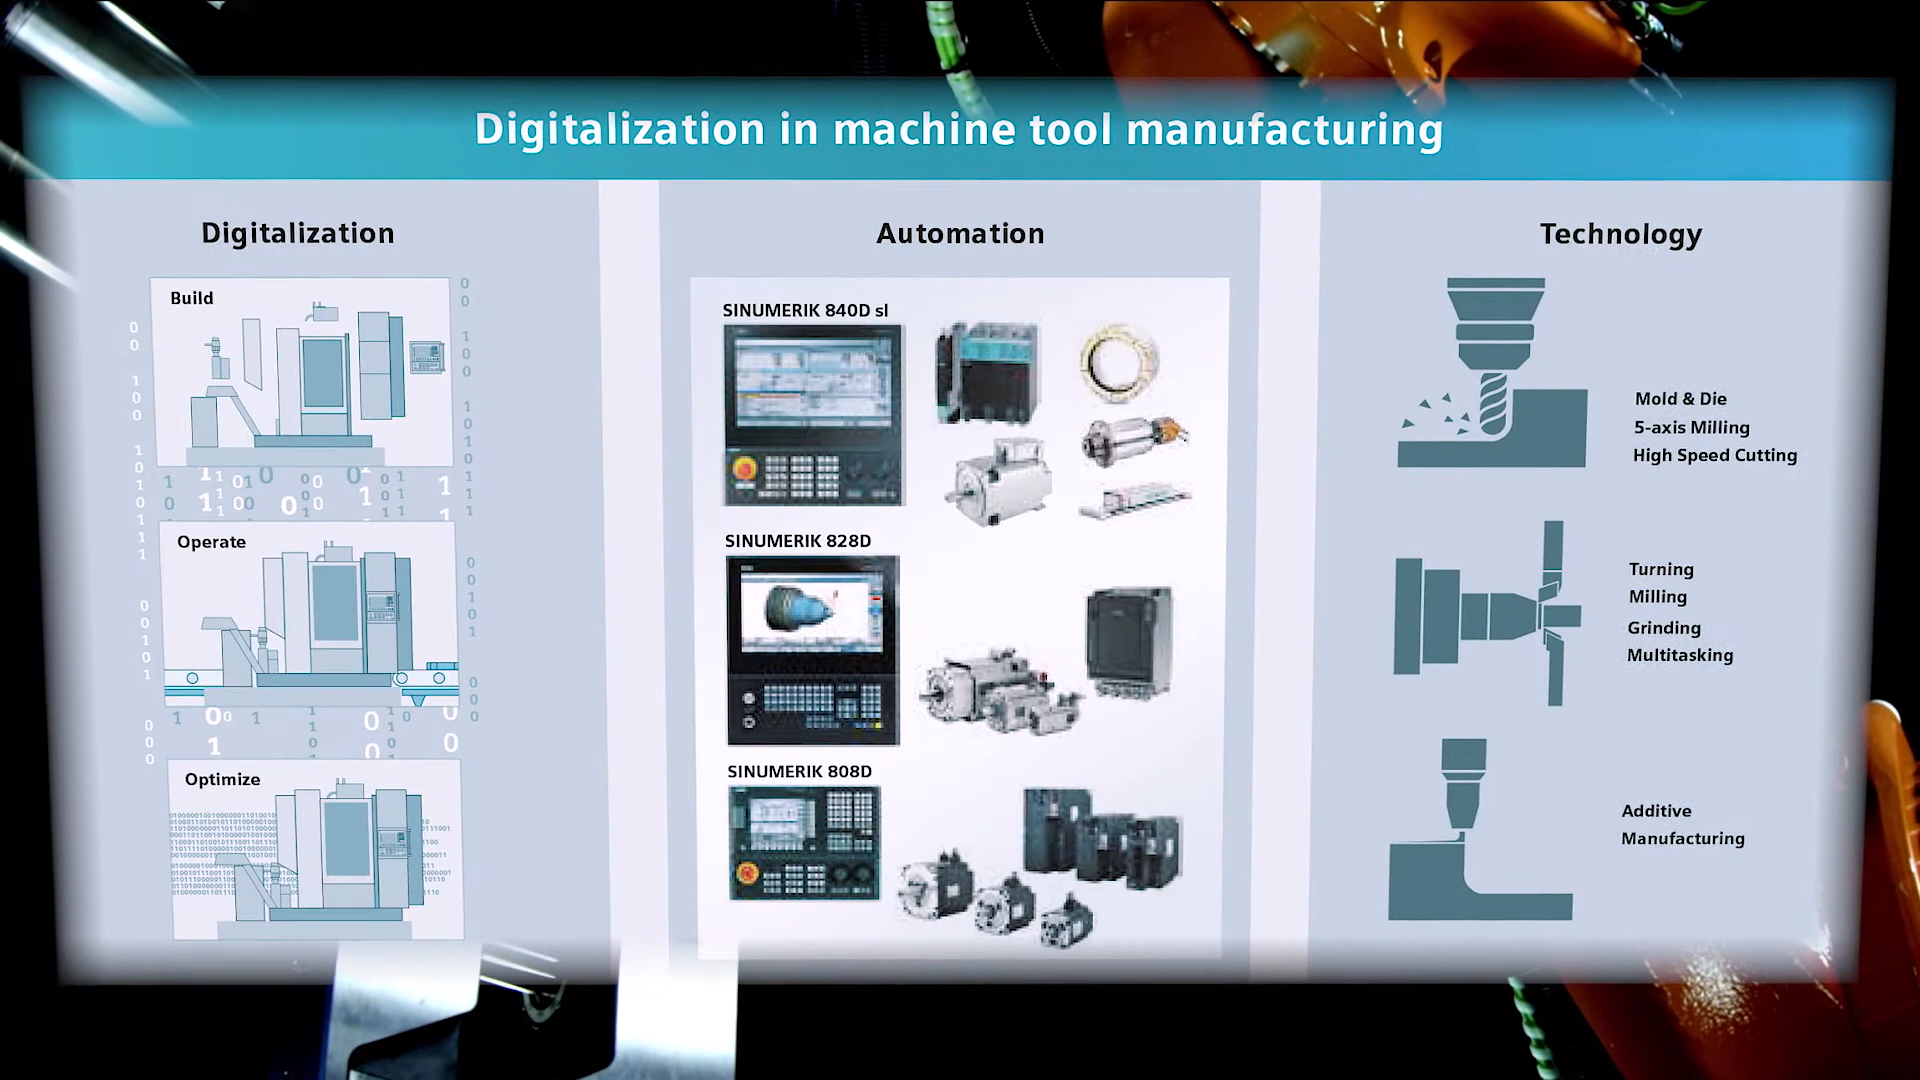 Digitalization in machine tool manufacturing
Digitalization
Build
Operate
Optimize
Automation
SINUMERIK 840D sl
SINUMERIK 828D
SINUMERIK 808D
Technology
Mold & Die
5-axis Milling
High Speed Cutting
Turning
Milling
Grinding
Multitasking
Additive
Manufacturing